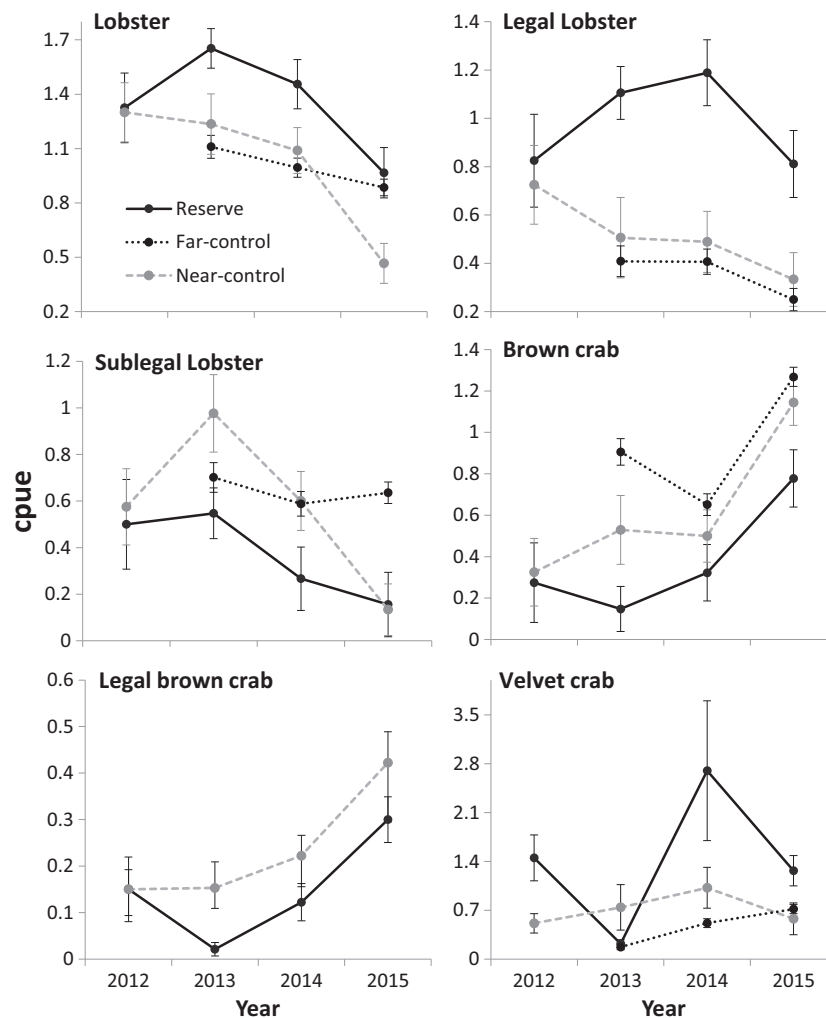 Lobster
1.7
1.4
1.1
0.8
0.5
0.2
Reserve
Far-control
Near-control
Legal Lobster
1.4
1.2
1
0.8
0.6
0.4
0.2
Sublegal Lobster
1.2
1
0.8
0.6
0.4
0.2
0
cpue
Brown crab
1.4
1.2
1
0.8
0.6
0.4
0.2
0
Legal brown crab
0.6
0.5
0.4
0.3
0.2
0.1
0
2012 2013 2014 2015
Year
Velvet crab
3.5
2.8
2.1
1.4
0.7
0
2012 2013 2014 2015
Year